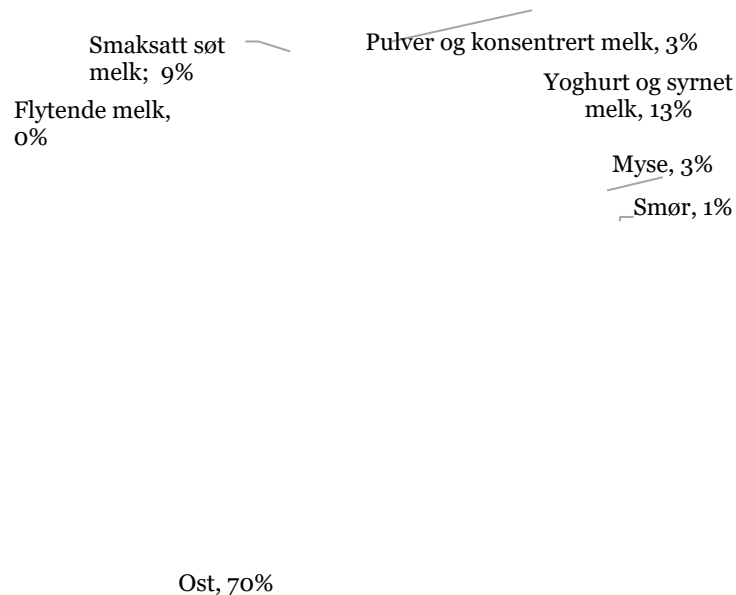 Smaksatt søt
melk;  9%
Pulver og konsentrert melk, 3%
Flytende melk,
0%
Yoghurt og syrnet
melk, 13%
Myse, 3%
Smør, 1%
Ost, 70%